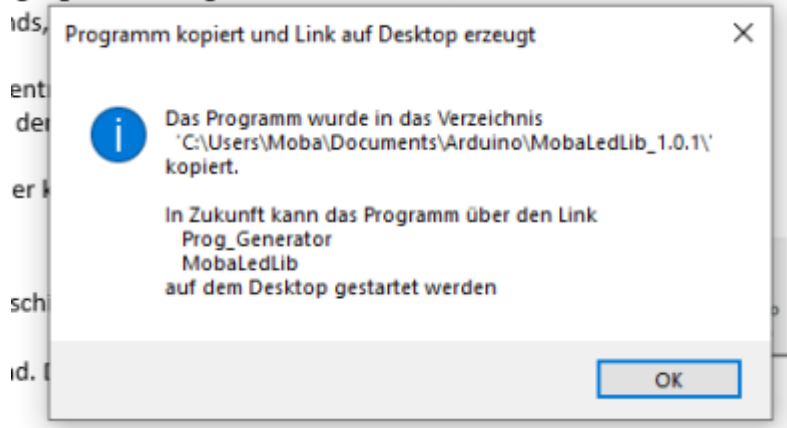 Programm kopiert und Link auf Desktop erzeugt
Das Programm wurde in das Verzeichnis
'C:\Users\Moba\Documents\Arduino\MobaLedLib_1.0.1\'
kopiert.
In Zukunft kann das Programm über den Link
Prog_Generator
MobaLedLib
auf dem Desktop gestartet werden
OK